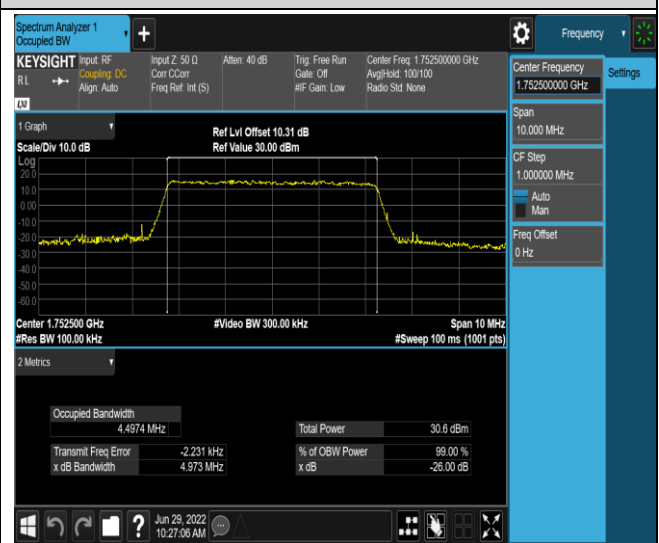 Spectrum Analyzer 1
Occupied BW
Frequency
KEYSIGHT
RL
Input: RF
Coupling: DC
Align: Auto
Input Z: 50 Ω
Corr CCorr
Freq Ref: Int (S)
Atten: 40 dB
Trig: Free Run
Gate: Off
#IF Gain: Low
Center Freq: 1.752500000 GHz
Avg|Hold: 100/100
Radio Std: None
Center Frequency
1.752500000 GHz
Settings
Span
10.000 MHz
CF Step
1.000000 MHz
Auto
Man
Freq Offset
0 Hz
1 Graph
Scale/Div 10.0 dB
Ref Lvl Offset 10.31 dB
Ref Value 30.00 dBm
Log
20.0
10.0
0.00
-10.0
-20.0
-30.0
-40.0
-50.0
-60.0
Center 1.752500 GHz
#Video BW 300.00 kHz
Span 10 MHz
#Res BW 100.00 kHz
#Sweep 100 ms (1001 pts)
2 Metrics
Occupied Bandwidth
4.4974 MHz
Total Power 30.6 dBm
Transmit Freq Error -2.231 kHz
% of OBW Power 99.00 %
x dB Bandwidth 4.973 MHz
x dB -26.00 dB
?
Jun 29, 2022
10:27:06 AM